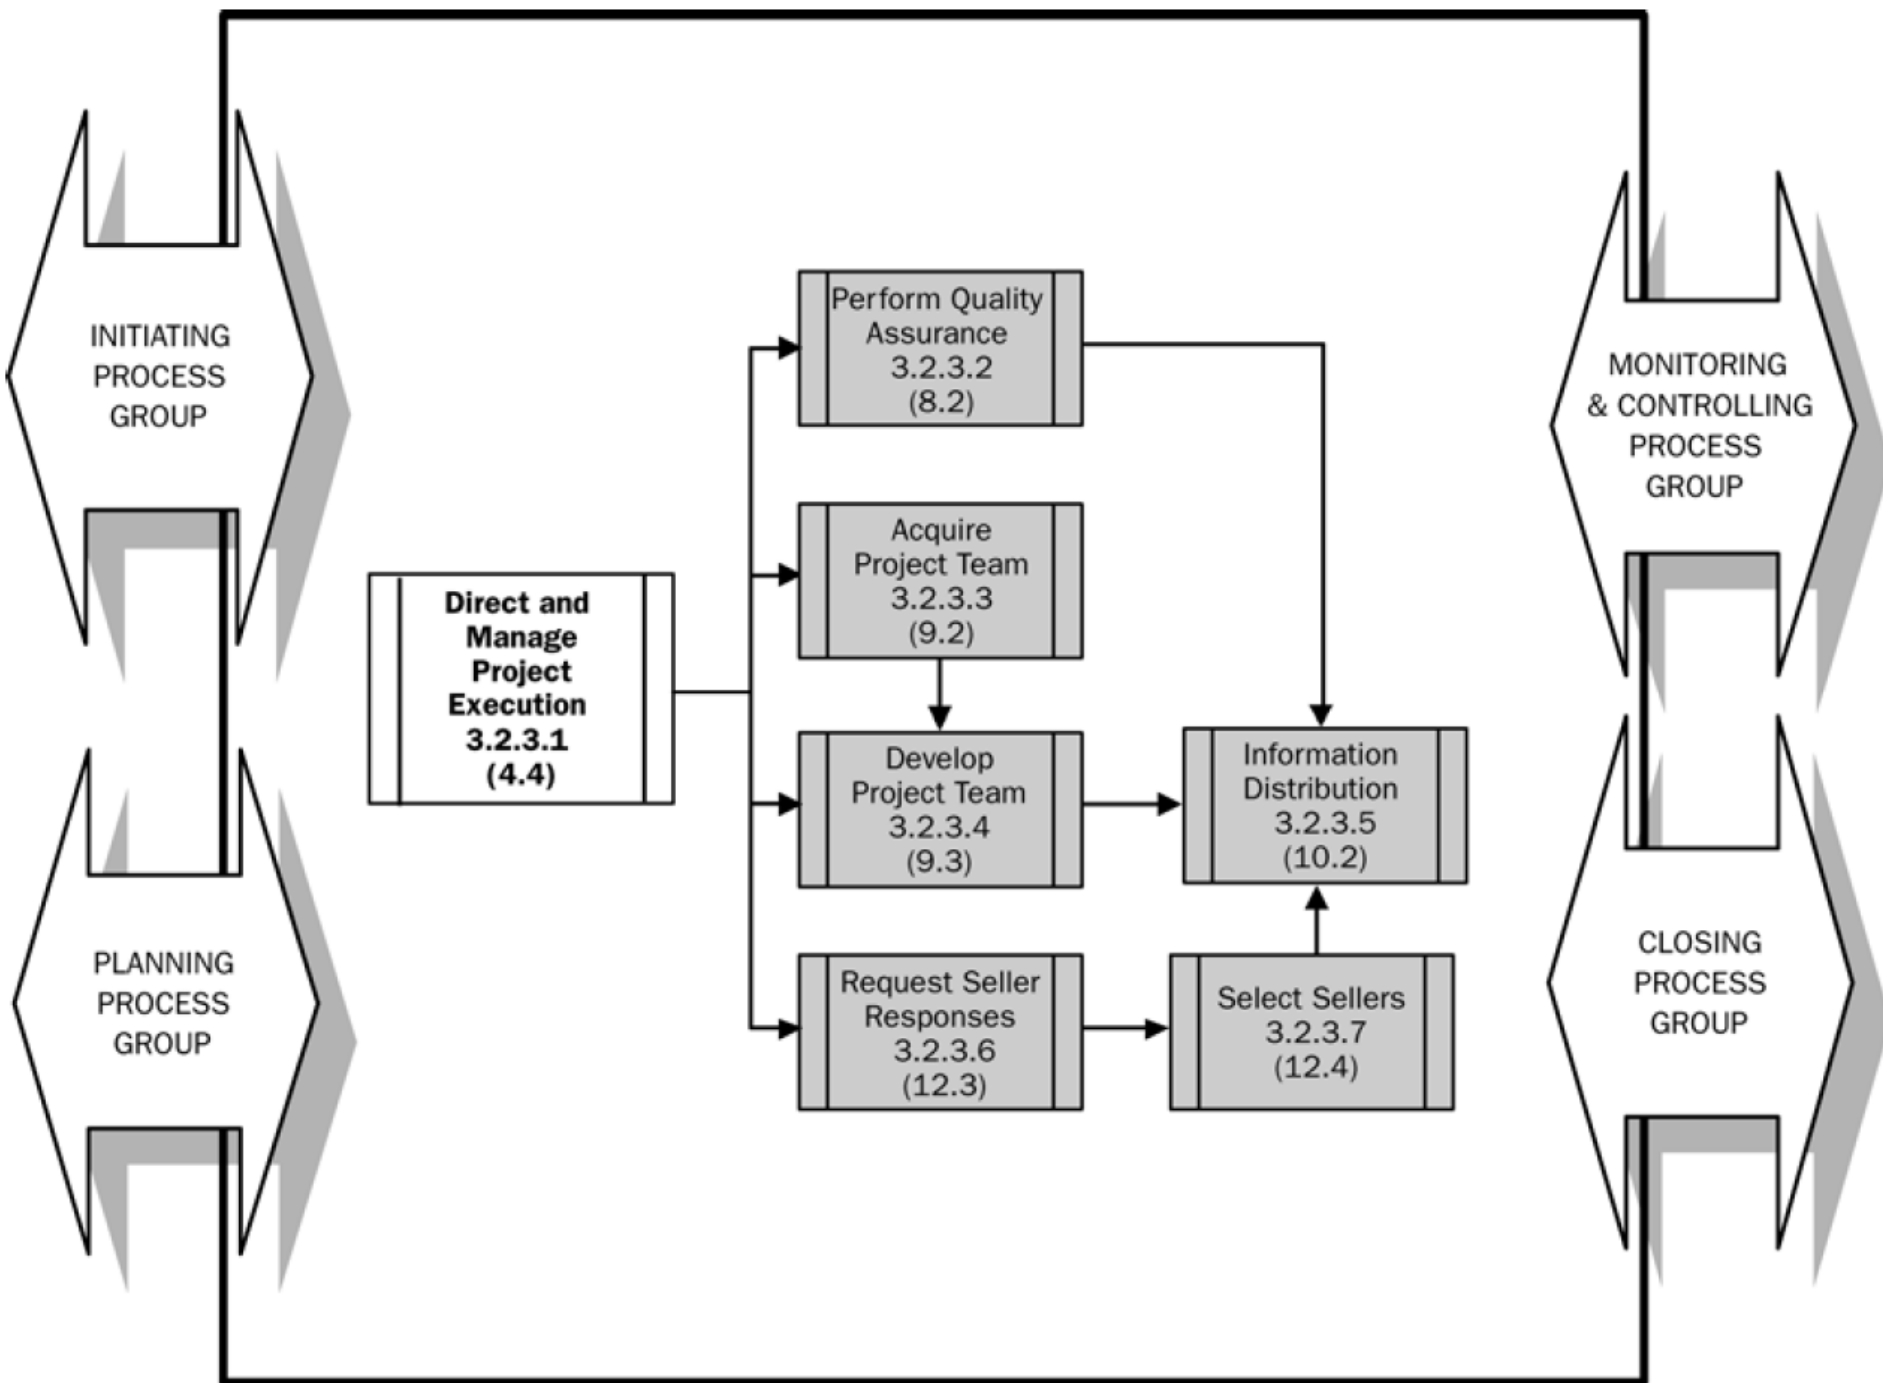 INITIATING
PROCESS
GROUP
PLANNING
PROCESS
GROUP
Direct and
Manage
Project
Execution
3.2.3.1
(4.4)
Perform Quality
Assurance
3.2.3.2
(8.2)
Acquire
Project Team
3.2.3.3
(9.2)
Develop
Project Team
3.2.3.4
(9.3)
Request Seller
Responses
3.2.3.6
(12.3)
Information
Distribution
3.2.3.5
(10.2)
Select Sellers
3.2.3.7
(12.4)
MONITORING
& CONTROLLING
PROCESS
GROUP
CLOSING
PROCESS
GROUP